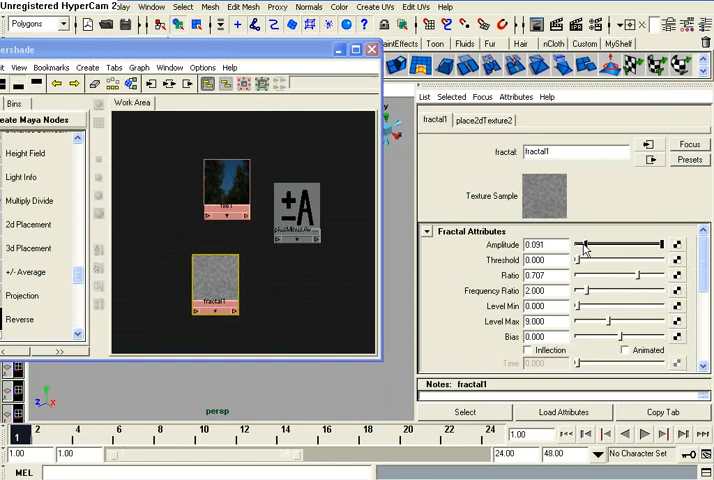 Unregistered HyperCam 2
lay Window Select Mesh Edit Mesh Proxy Normals Color Create UVs Edit UVs Help
Polygons
ershade
PaintEffects Toon Fluids Fur Hair nCloth Custom MyShelf
it View Bookmarks Create Tabs Graph Window Options Help
List Selected Focus Attributes Help
Bins Work Area
reate Maya Nodes
Height Field
Light Info
Multiply Divide
2d Placement
3d Placement
+/- Average
Projection
Reverse
>>
file1
±A
plusMinusAv...
fractal1
y
fractal1 place2dTexture2
fractal: fractal1
Focus
Presets
Texture Sample
Fractal Attributes
Amplitude 0.091
Threshold 0.000
Ratio 0.707
Frequency Ratio 2.000
Level Min 0.000
Level Max 9.000
Bias 0.000
Inflection Animated
Time 0.000
Notes: fractal1
z x
persp
Select Load Attributes Copy Tab
1 2 4 6 8 10 12 14 16 18 20 22 24 1.00
1.00 1.00 24.00 48.00 No Character Set
MEL